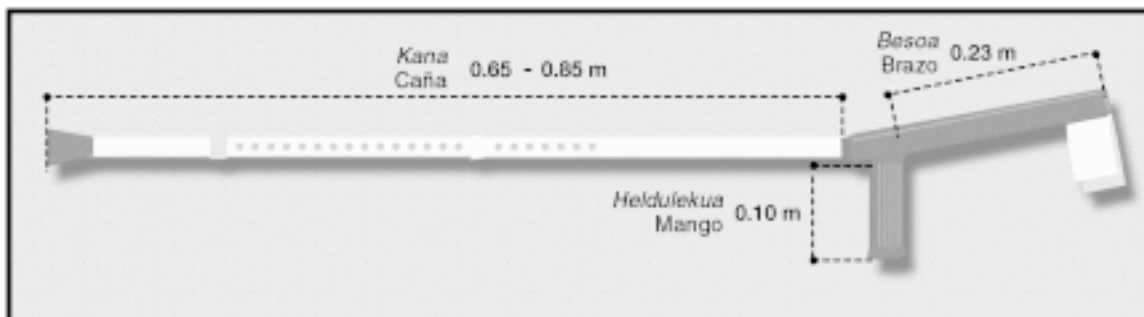 Kana
Caña
0.65 - 0.85 m
Besoa
Brazo
0.23 m
Heldulekua
Mango
0.10 m